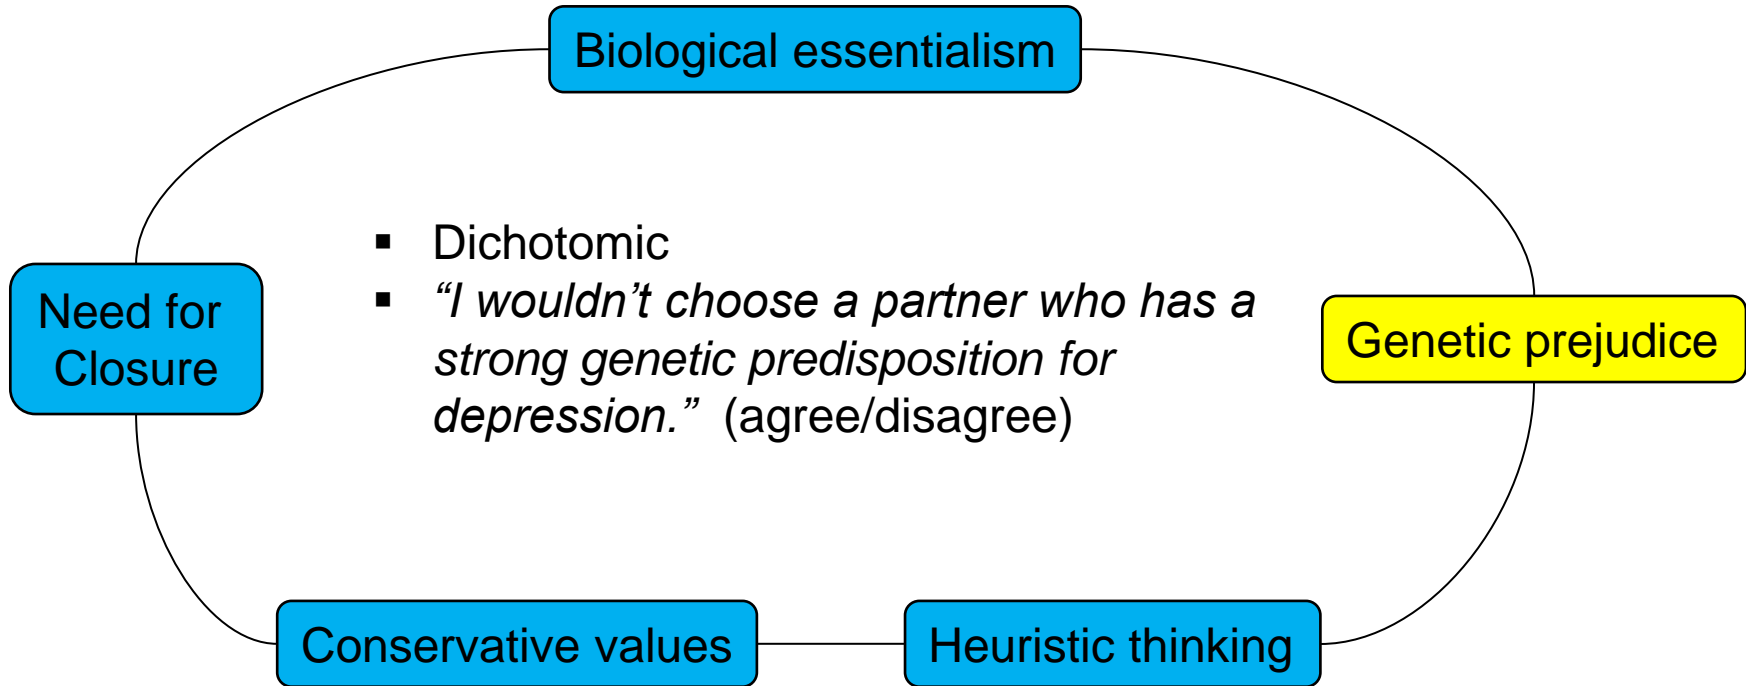 Biological essentialism
▪ Dichotomic
▪ “I wouldn’t choose a partner who has a
strong genetic predisposition for
depression.” (agree/disagree)
Need for
Closure
Genetic prejudice
Conservative values
Heuristic thinking